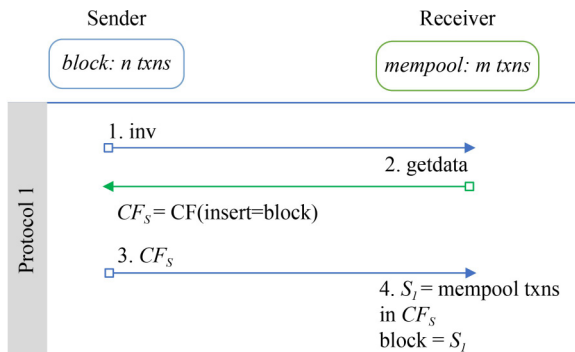 Sender
Receiver
block: n txns
mempool: m txns
Protocol 1
1. inv
2. getdata
CF_S = CF(insert=block)
3. CF_S
4. S_1 = mempool txns
in CF_S
block = S_1